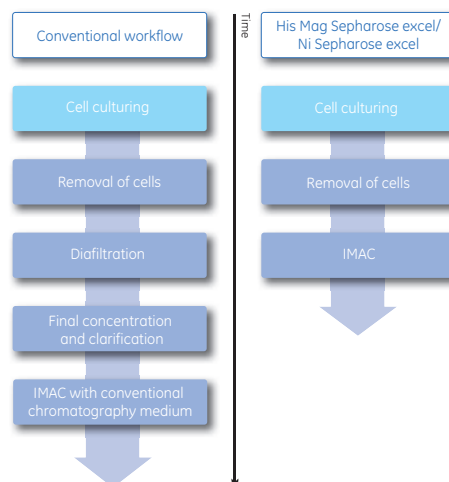 Conventional workflow
Cell culturing
Removal of cells
Diafiltration
Final concentration
and clarification
IMAC with conventional
chromatography medium
Time
His Mag Sepharose excel/
Ni Sepharose excel
Cell culturing
Removal of cells
IMAC